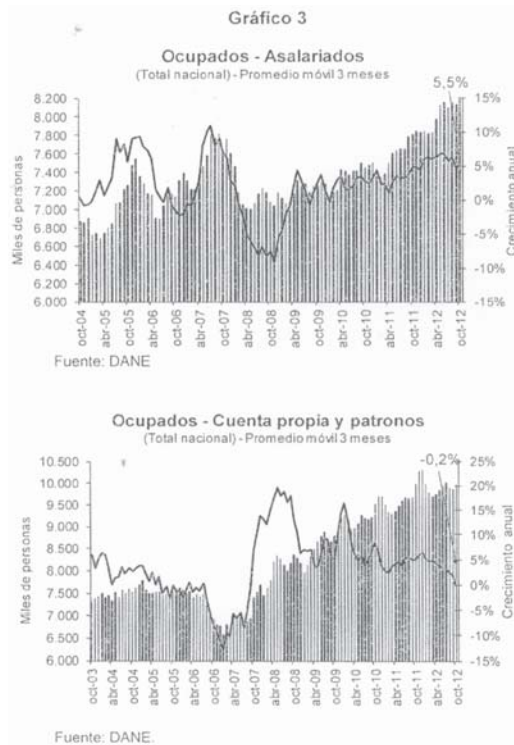 Gráfico 3
Ocupados - Asalariados
(Total nacional) - Promedio móvil 3 meses
5,5%
Miles de personas
8.200
7.800
7.600
7.400
7.200
7.000
6.800
6.600
6.400
6.200
6.000
15%
10%
5%
0%
-5%
-10%
-15%
Crecimiento anual
oct-04
abr-05
oct-05
abr-06
oct-06
abr-07
oct-07
abr-08
oct-08
abr-09
oct-09
abr-10
oct-10
abr-11
oct-11
abr-12
oct-12
Fuente: DANE
Ocupados - Cuenta propia y patronos
(Total nacional) - Promedio móvil 3 meses
-0,2%
Miles de personas
10.500
10.000
9.500
9.000
8.500
8.000
7.500
7.000
6.500
6.000
25%
20%
15%
10%
5%
0%
-5%
-10%
-15%
Crecimiento anual
oct-03
abr-04
oct-04
abr-05
oct-05
abr-06
oct-06
abr-07
oct-07
abr-08
oct-08
abr-09
oct-09
abr-10
oct-10
abr-11
oct-11
abr-12
oct-12
Fuente: DANE.